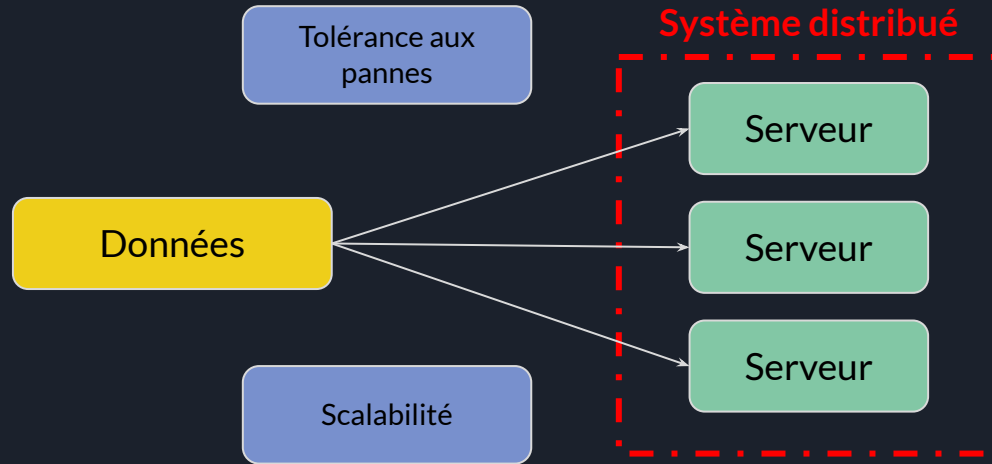 Système distribué
Tolérance aux
pannes
Serveur
Données
Serveur
Serveur
Scalabilité